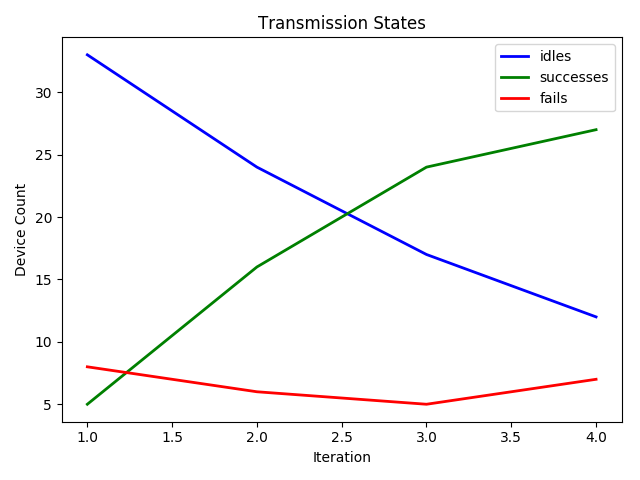 Transmission States
idles
successes
fails
30
25
20
15
10
5
Device Count
1.0 1.5 2.0 2.5 3.0 3.5 4.0
Iteration